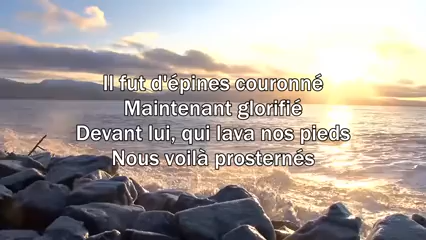 Il fut d'épines couronné
Maintenant glorifié
Devant lui, qui lava nos pieds
Nous voilà prosternés